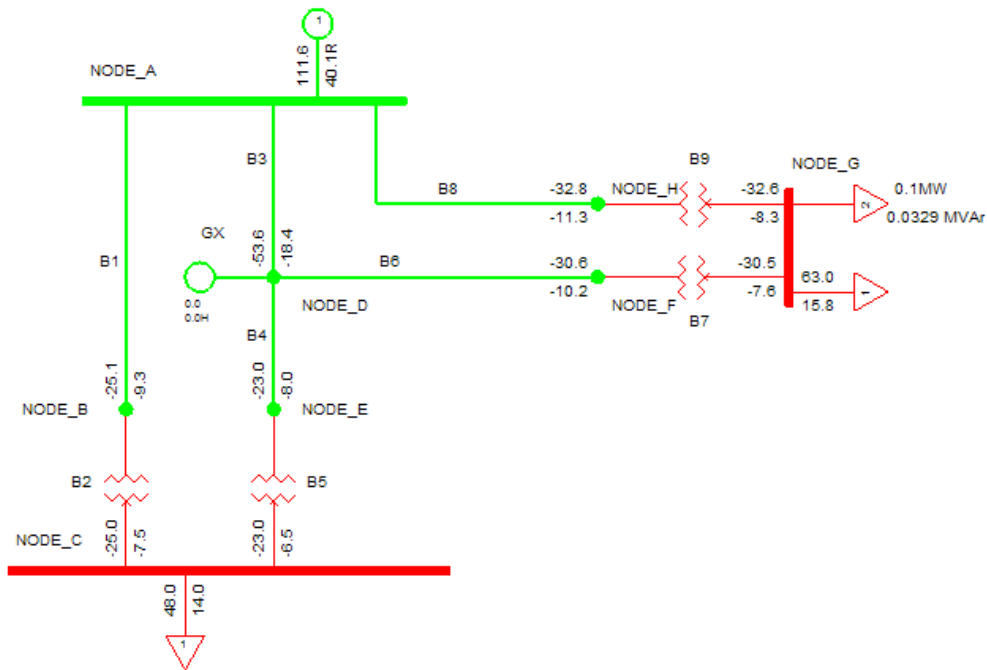 1
111.6
40.1R
NODE_A
B3
B9
NODE_G
B8
-32.8
NODE_H
-32.6
0.1MW
-11.3
-8.3
2
0.0329 MVAr
GX
-53.6
-18.4
B1
B6
-30.6
-30.5
63.0
0.0
0.0H
NODE_D
-10.2
NODE_F
-7.6
15.8
1
B7
B4
-25.1
-9.3
-23.0
-8.0
NODE_B
NODE_E
B2
B5
-25.0
-7.5
-23.0
-6.5
NODE_C
48.0
14.0
1